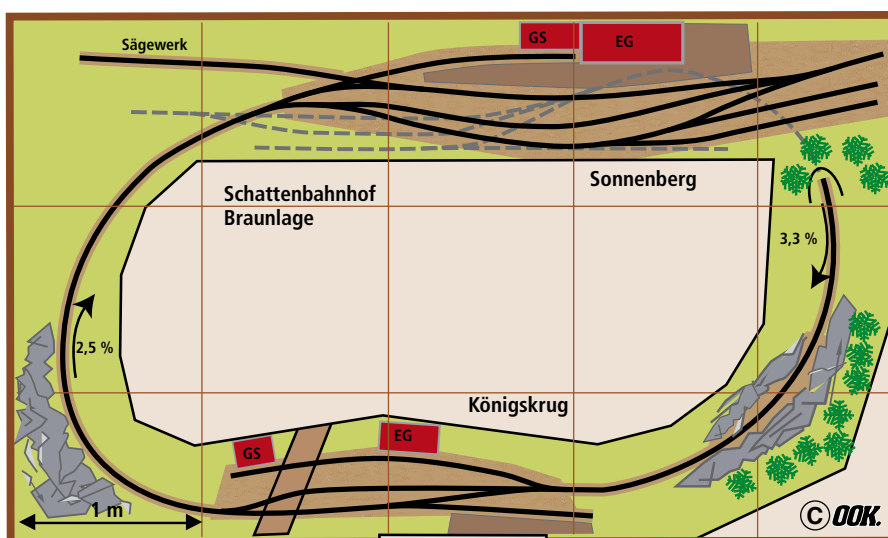 Sägewerk
GS
EG
Schattenbahnhof
Braunlage
Sonnenberg
3,3 %
2,5 %
Königskrug
GS
EG
1 m
© OOK.